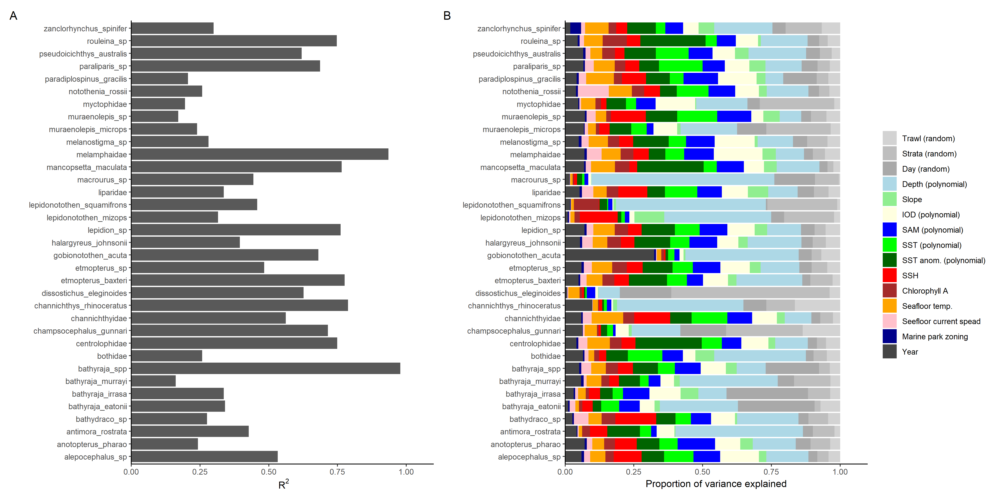 A
zanclorhynchus_spinifer
rouleina_sp
pseudoicichthys_australis
paraliparis_sp
paradiplospinus_gracilis
notothenia_rossii
myctophidae
muraenolepis_sp
muraenolepis_microps
melanostigma_sp
melamphaidae
mancopsetta_maculata
macrourus_sp
liparidae
lepidonotothen_squamifrons
lepidonotothen_mizops
lepidion_sp
halargyreus_johnsonii
gobionotothen_acuta
etmopterus_sp
etmopterus_baxteri
dissostichus_eleginoides
channichthys_rhinoceratus
channichthyidae
champsocephalus_gunnari
centrolophidae
bothidae
bathyraja_spp
bathyraja_murrayi
bathyraja_irrasa
bathyraja_eatonii
bathydraco_sp
antimora_rostrata
anotopterus_pharao
alepocephalus_sp
0.00 0.25 0.50 0.75 1.00
R²
B
zanclorhynchus_spinifer
rouleina_sp
pseudoicichthys_australis
paraliparis_sp
paradiplospinus_gracilis
notothenia_rossii
myctophidae
muraenolepis_sp
muraenolepis_microps
melanostigma_sp
melamphaidae
mancopsetta_maculata
macrourus_sp
liparidae
lepidonotothen_squamifrons
lepidonotothen_mizops
lepidion_sp
halargyreus_johnsonii
gobionotothen_acuta
etmopterus_sp
etmopterus_baxteri
dissostichus_eleginoides
channichthys_rhinoceratus
channichthyidae
champsocephalus_gunnari
centrolophidae
bothidae
bathyraja_spp
bathyraja_murrayi
bathyraja_irrasa
bathyraja_eatonii
bathydraco_sp
antimora_rostrata
anotopterus_pharao
alepocephalus_sp
0.00 0.25 0.50 0.75 1.00
Proportion of variance explained
Trawl (random)
Strata (random)
Day (random)
Depth (polynomial)
Slope
IOD (polynomial)
SAM (polynomial)
SST (polynomial)
SST anom. (polynomial)
SSH
Chlorophyll A
Seafloor temp.
Seefloor current spead
Marine park zoning
Year